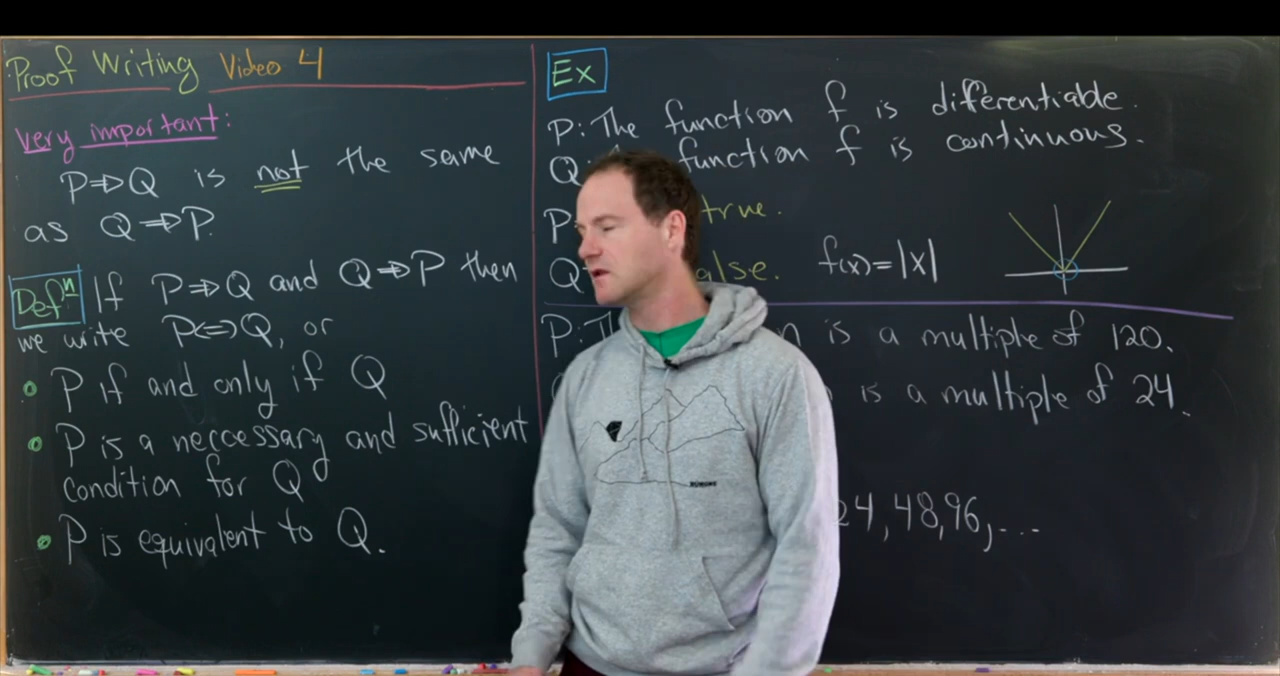 Proof Writing Video 4
very important:
P⇒Q is not the same
as Q⇒P.
Defⁿ If P⇒Q and Q⇒P then
we write P⇔Q, or
• P if and only if Q
• P is a neccessary and sufficient
condition for Q
• P is equivalent to Q.
Ex
P: The function f is differentiable.
Q: function f is continuous.
P true.
Q alse. f(x)=|x|
P: Th n is a multiple of 120.
is a multiple of 24.
24, 48, 96, ...